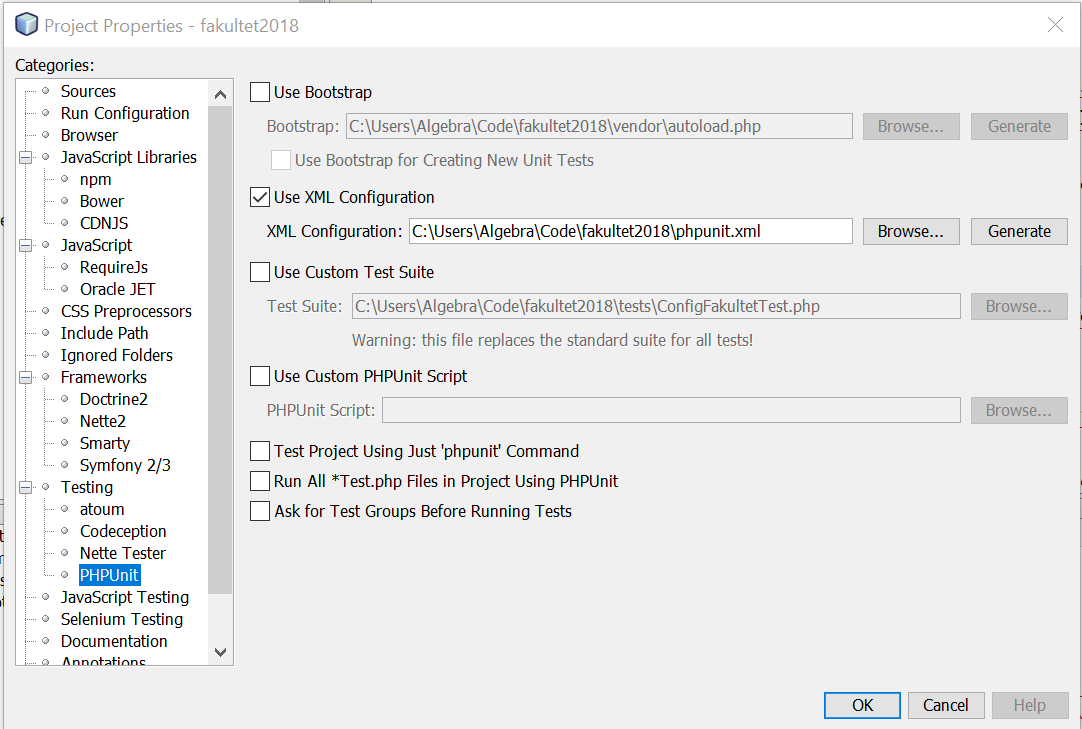 Project Properties - fakultet2018
Categories:
Sources
Run Configuration
Browser
JavaScript Libraries
npm
Bower
CDNJS
JavaScript
RequireJs
Oracle JET
CSS Preprocessors
Include Path
Ignored Folders
Frameworks
Doctrine2
Nette2
Smarty
Symfony 2/3
Testing
atoum
Codeception
Nette Tester
PHPUnit
JavaScript Testing
Selenium Testing
Documentation
Annotations
Use Bootstrap
Bootstrap: C:\Users\Algebra\Code\fakultet2018\vendor\autoload.php Browse... Generate
Use Bootstrap for Creating New Unit Tests
Use XML Configuration
XML Configuration: C:\Users\Algebra\Code\fakultet2018\phpunit.xml Browse... Generate
Use Custom Test Suite
Test Suite: C:\Users\Algebra\Code\fakultet2018\tests\ConfigFakultetTest.php Browse...
Warning: this file replaces the standard suite for all tests!
Use Custom PHPUnit Script
PHPUnit Script: Browse...
Test Project Using Just 'phpunit' Command
Run All *Test.php Files in Project Using PHPUnit
Ask for Test Groups Before Running Tests
OK Cancel Help